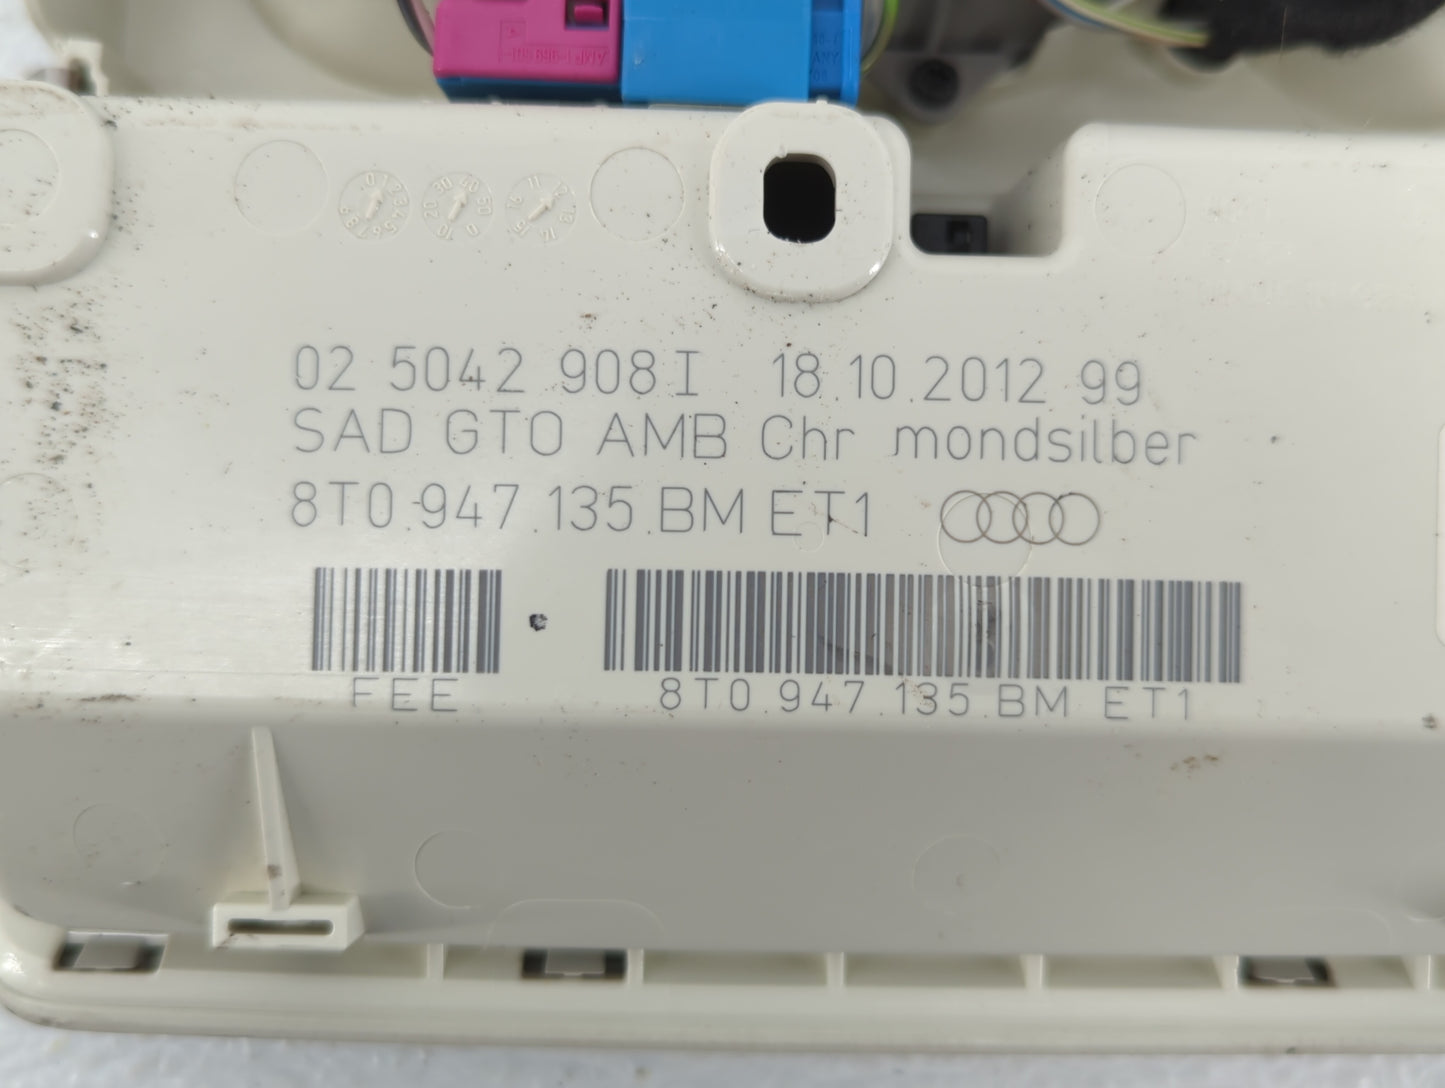 02 5042 908I 18.10.2012 99
SAD GTO AMB Chr mondsilber
8T0.947.135.BM ET1
FEE
8T0.947.135.BM ET1